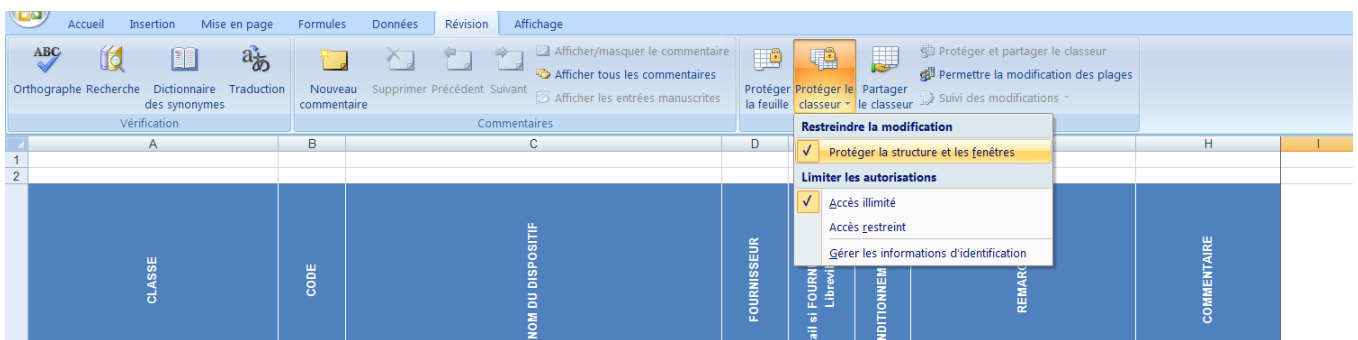 Accueil Insertion Mise en page Formules Données Révision Affichage
ABC
Orthographe Recherche Dictionnaire des synonymes Traduction
Vérification
Nouveau commentaire Supprimer Précédent Suivant
Afficher/masquer le commentaire
Afficher tous les commentaires
Afficher les entrées manuscrites
Commentaires
Protéger la feuille Protéger le classeur Partager le classeur
Protéger et partager le classeur
Permettre la modification des plages
Suivi des modifications
Restreindre la modification
Protéger la structure et les fenêtres
Limiter les autorisations
Accès illimité
Accès restreint
Gérer les informations d'identification
A B C D H I
1
2
CLASSE
CODE
NOM DU DISPOSITIF
FOURNISSEUR
si FOURN
Librevil
COMMENTAIRE